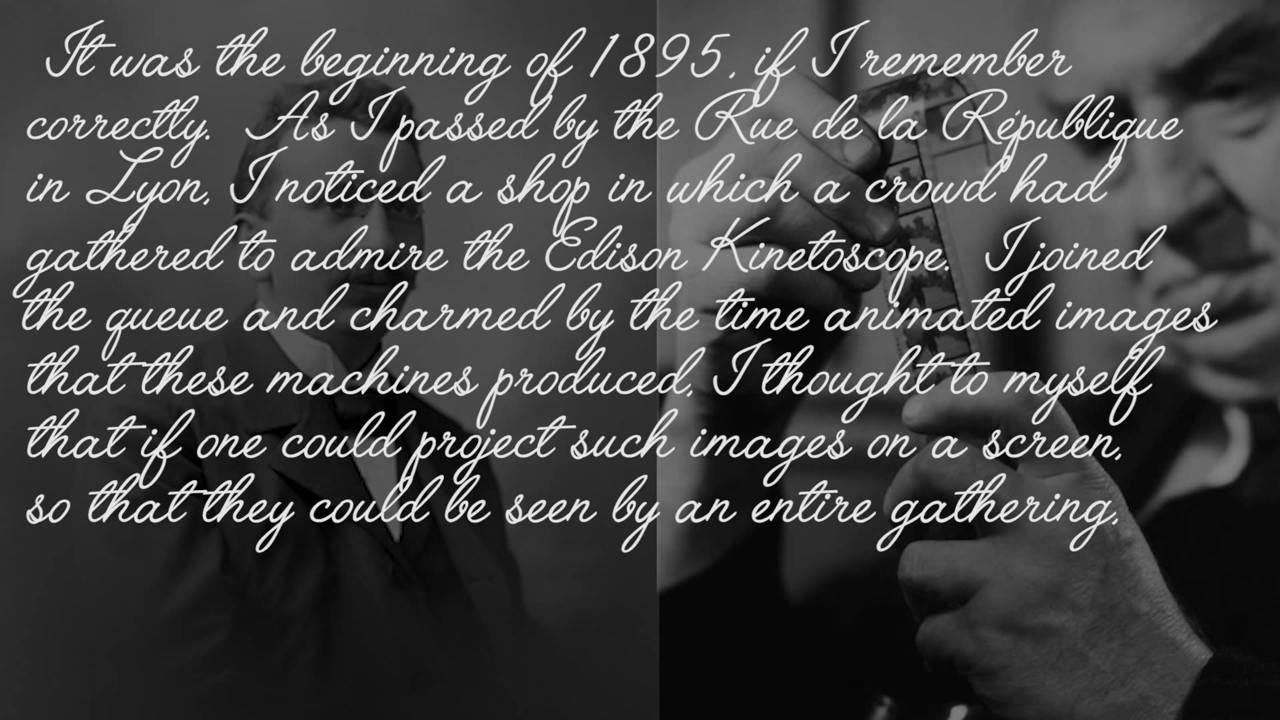 It was the beginning of 1895, if I remember
correctly. As I passed by the Rue de la République
in Lyon, I noticed a shop in which a crowd had
gathered to admire the Edison Kinetoscope. I joined
the queue and charmed by the time animated images
that these machines produced, I thought to myself
that if one could project such images on a screen,
so that they could be seen by an entire gathering,